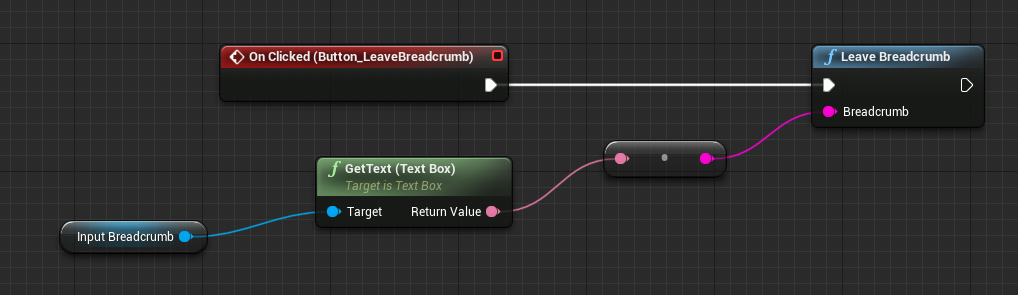 On Clicked (Button_LeaveBreadcrumb)
f Leave Breadcrumb
Breadcrumb
f GetText (Text Box)
Target is Text Box
Target Return Value
Input Breadcrumb